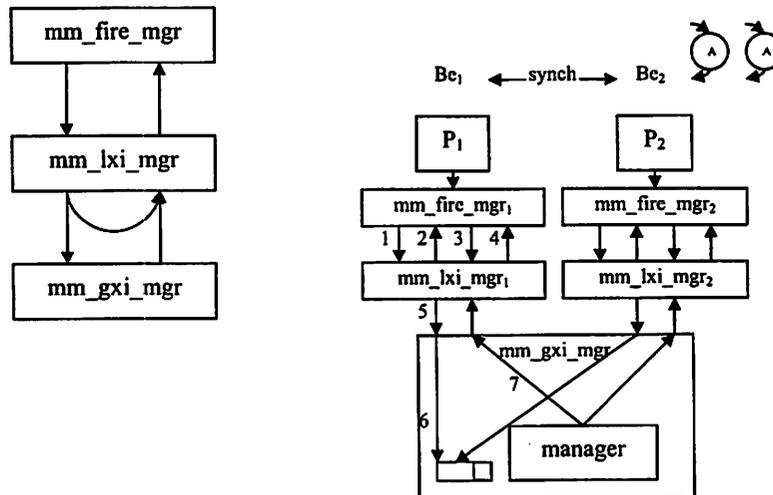 mm_fire_mgr
mm_lxi_mgr
mm_gxi_mgr
A A
Be₁ synch Be₂
P₁ P₂
mm_fire_mgr₁ mm_fire_mgr₂
1 2 3 4
mm_lxi_mgr₁ mm_lxi_mgr₂
5
mm_gxi_mgr
7
6
manager